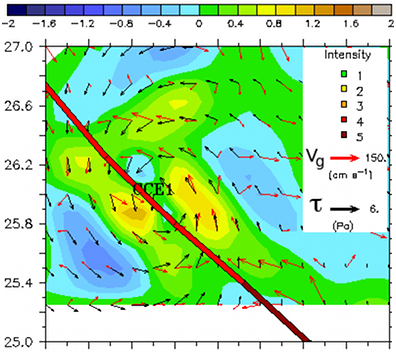 -2 -1.6 -1.2 -0.8 -0.4 0 0.4 0.8 1.2 1.6 2
27.0
26.6
26.2
25.8
25.4
25.0
Intensity
1
2
3
4
5
Vg 150.
(cm s⁻¹)
τ 6.
(Pa)
CCE1